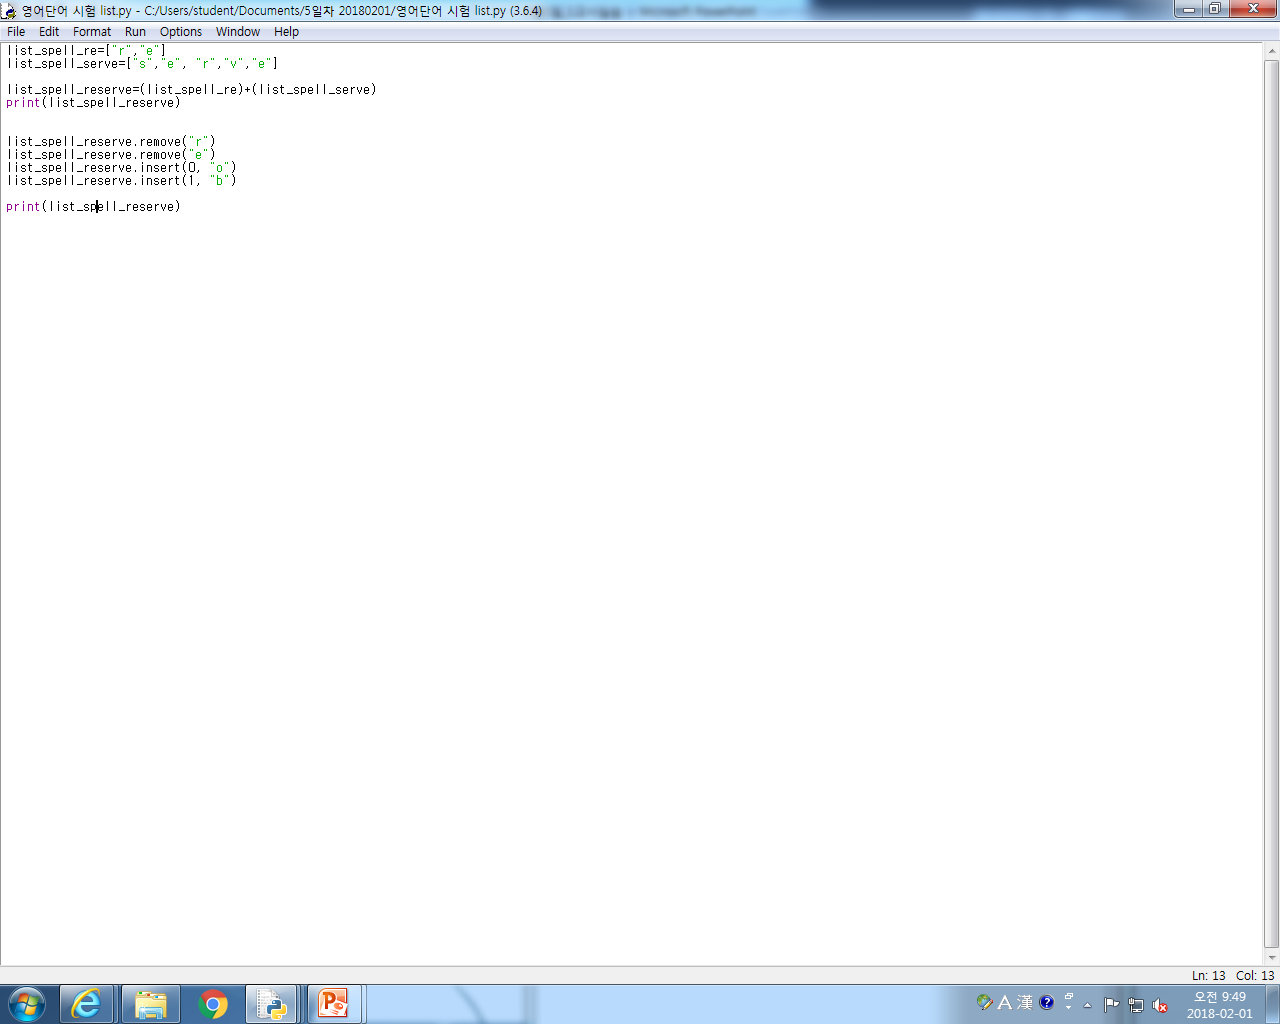 영어단어 시험 list.py - C:/Users/student/Documents/5일차 20180201/영어단어 시험 list.py (3.6.4)
File Edit Format Run Options Window Help
list_spell_re=["r","e"]
list_spell_serve=["s","e", "r","v","e"]
list_spell_reserve=(list_spell_re)+(list_spell_serve)
print(list_spell_reserve)
list_spell_reserve.remove("r")
list_spell_reserve.remove("e")
list_spell_reserve.insert(0, "o")
list_spell_reserve.insert(1, "b")
print(list_spell_reserve)
Ln: 13 Col: 13
A 漢
오전 9:49
2018-02-01